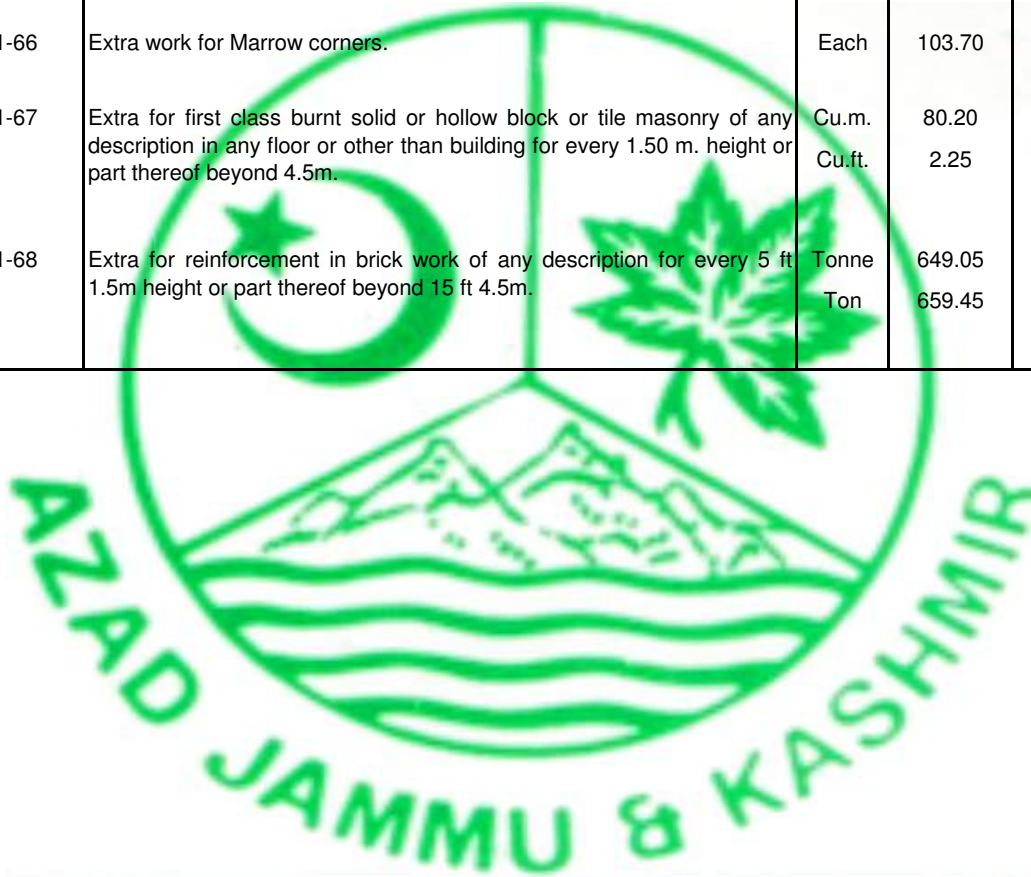 1-66 Extra work for Marrow corners. Each 103.70
1-67 Extra for first class burnt solid or hollow block or tile masonry of any Cu.m. 80.20
description in any floor or other than building for every 1.50 m. height or
Cu.ft. 2.25
part thereof beyond 4.5m.
1-68 Extra for reinforcement in brick work of any description for every 5 ft Tonne 649.05
1.5m height or part thereof beyond 15 ft 4.5m.
Ton 659.45
AZAD JAMMU & KASHMIR